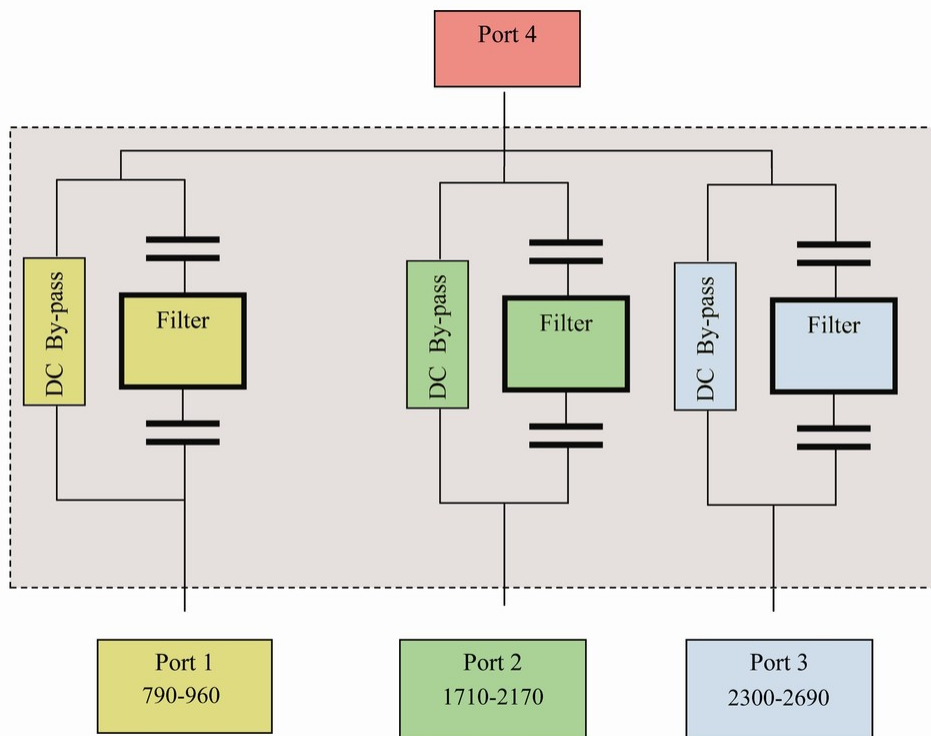 Port 4
DC By-pass
Filter
DC By-pass
Filter
DC By-pass
Filter
Port 1
790-960
Port 2
1710-2170
Port 3
2300-2690